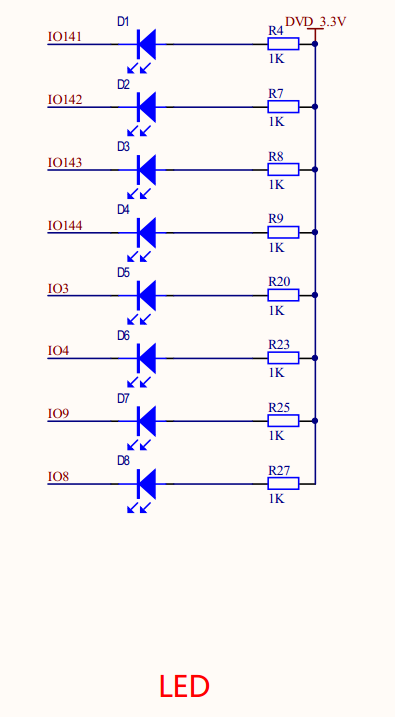 D1 DVD_3.3V
IO141 R4
1K
D2
IO142 R7
1K
D3
IO143 R8
1K
D4
IO144 R9
1K
D5
IO3 R20
1K
D6
IO4 R23
1K
D7
IO9 R25
1K
D8
IO8 R27
1K
LED